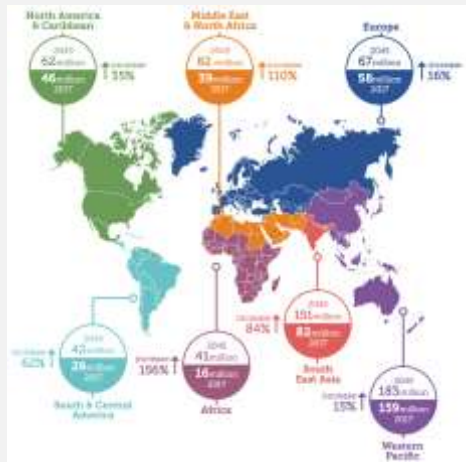 North America
& Caribbean
2045
62 million
46 million
2017
INCREASE
35%
Middle East
& North Africa
2045
82 million
39 million
2017
INCREASE
110%
Europe
2045
67 million
58 million
2017
INCREASE
16%
2045
42 million
26 million
2017
INCREASE
62%
South & Central
America
2045
41 million
16 million
2017
INCREASE
156%
Africa
2045
151 million
82 million
2017
INCREASE
84%
South
East Asia
2045
183 million
159 million
2017
INCREASE
15%
Western
Pacific